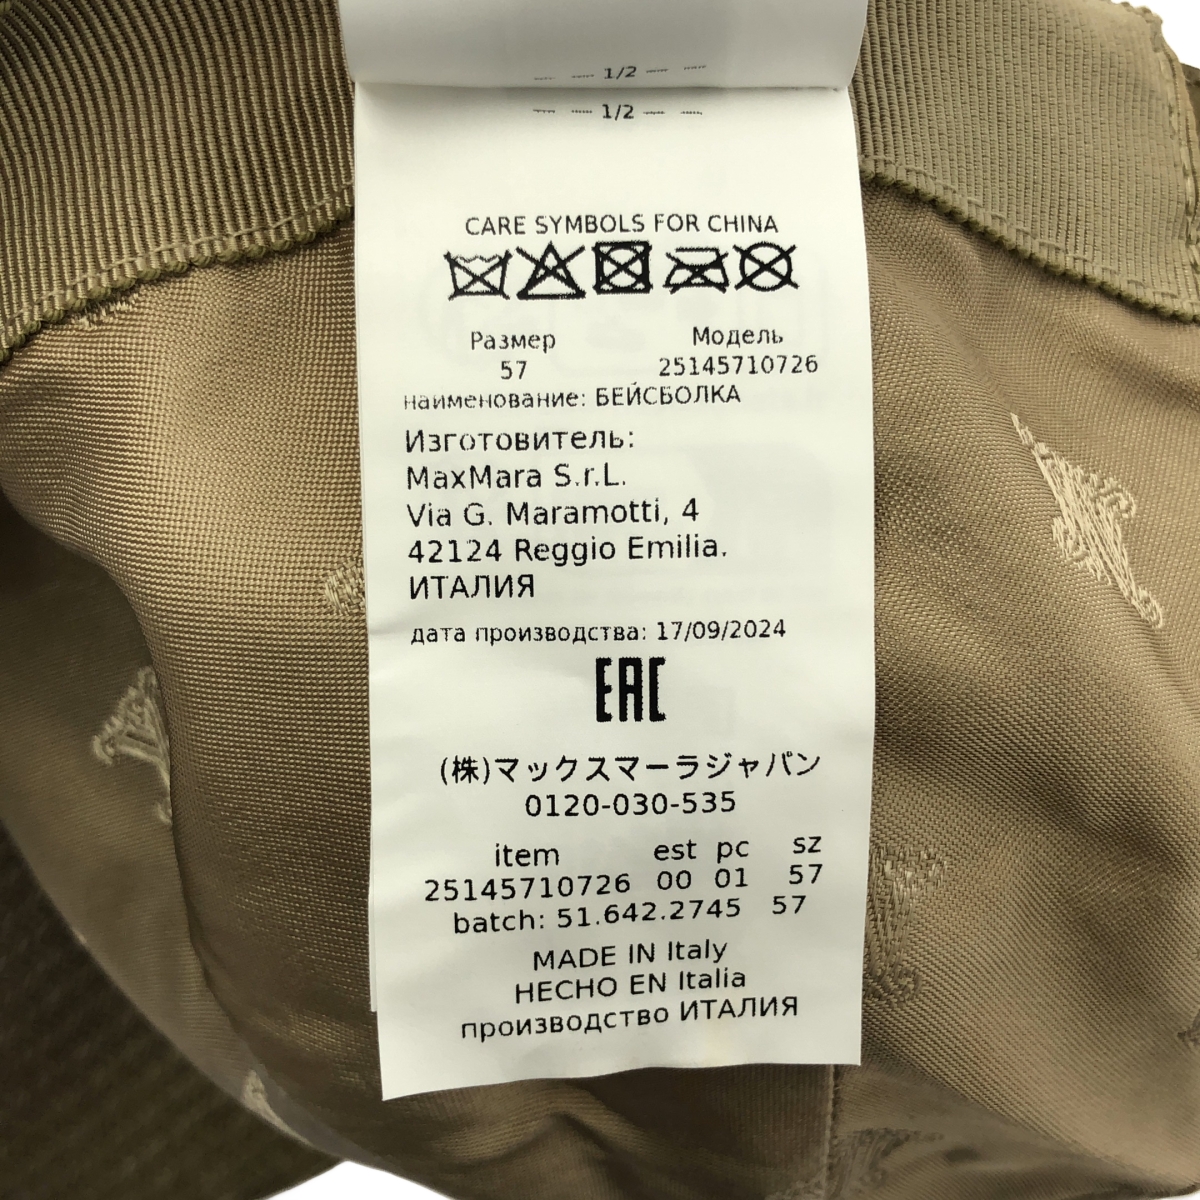 1/2
1/2
CARE SYMBOLS FOR CHINA
Размер Модель
57 25145710726
наименование: БЕЙСБОЛКА
Изготовитель:
MaxMara S.r.L.
Via G. Maramotti, 4
42124 Reggio Emilia.
ИТАЛИЯ
дата производства: 17/09/2024
EAC
(株)マックスマーラジャパン
0120-030-535
item est pc sz
25145710726 00 01 57
batch: 51.642.2745 57
MADE IN Italy
HECHO EN Italia
производство ИТАЛИЯ